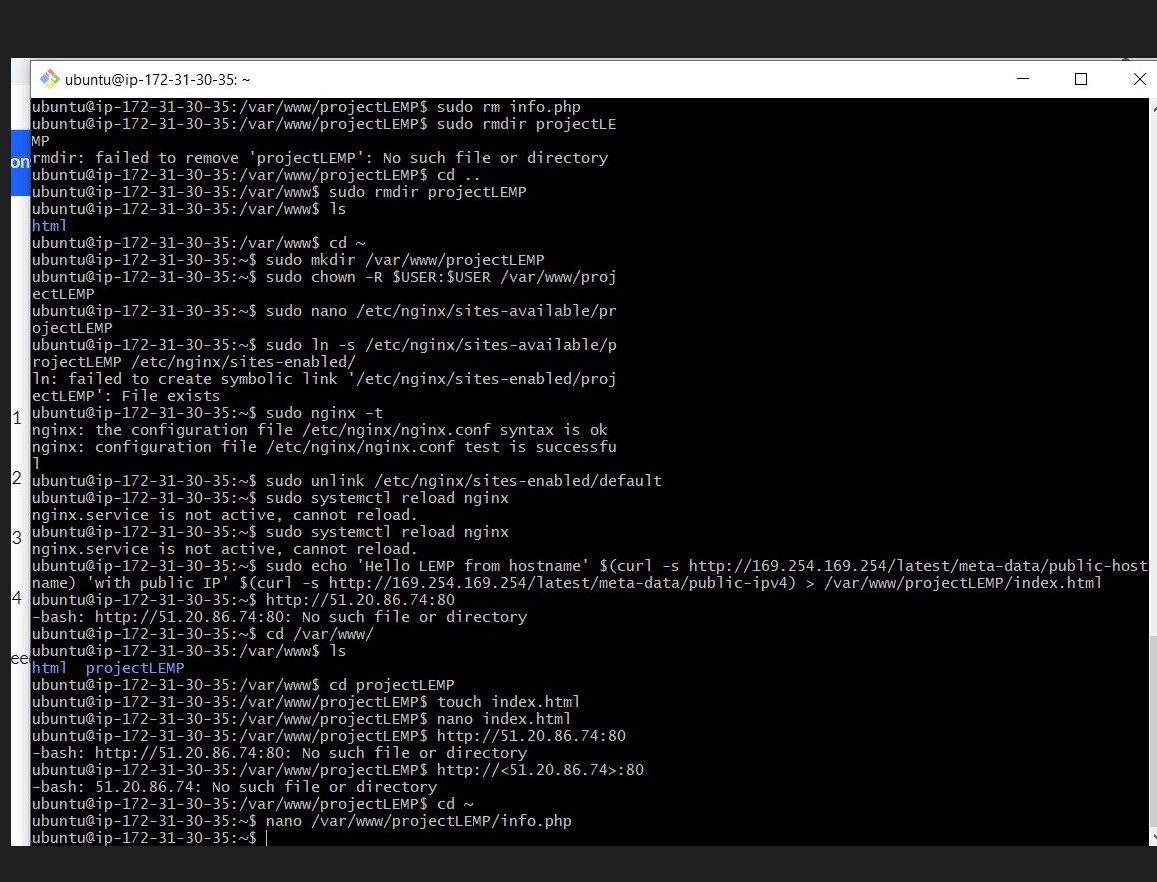 ubuntu@ip-172-31-30-35: ~
ubuntu@ip-172-31-30-35:/var/www/projectLEMP$ sudo rm info.php
ubuntu@ip-172-31-30-35:/var/www/projectLEMP$ sudo rmdir projectLE
MP
rmdir: failed to remove 'projectLEMP': No such file or directory
on
ubuntu@ip-172-31-30-35:/var/www/projectLEMP$ cd ..
ubuntu@ip-172-31-30-35:/var/www$ sudo rmdir projectLEMP
ubuntu@ip-172-31-30-35:/var/www$ ls
html
ubuntu@ip-172-31-30-35:/var/www$ cd ~
ubuntu@ip-172-31-30-35:~$ sudo mkdir /var/www/projectLEMP
ubuntu@ip-172-31-30-35:~$ sudo chown -R $USER:$USER /var/www/proj
ectLEMP
ubuntu@ip-172-31-30-35:~$ sudo nano /etc/nginx/sites-available/pr
ojectLEMP
ubuntu@ip-172-31-30-35:~$ sudo ln -s /etc/nginx/sites-available/p
rojectLEMP /etc/nginx/sites-enabled/
ln: failed to create symbolic link '/etc/nginx/sites-enabled/proj
ectLEMP': File exists
1
ubuntu@ip-172-31-30-35:~$ sudo nginx -t
nginx: the configuration file /etc/nginx/nginx.conf syntax is ok
nginx: configuration file /etc/nginx/nginx.conf test is successfu
l
2
ubuntu@ip-172-31-30-35:~$ sudo unlink /etc/nginx/sites-enabled/default
ubuntu@ip-172-31-30-35:~$ sudo systemctl reload nginx
nginx.service is not active, cannot reload.
3
ubuntu@ip-172-31-30-35:~$ sudo systemctl reload nginx
nginx.service is not active, cannot reload.
ubuntu@ip-172-31-30-35:~$ sudo echo 'Hello LEMP from hostname' $(curl -s http://169.254.169.254/latest/meta-data/public-host
name) 'with public IP' $(curl -s http://169.254.169.254/latest/meta-data/public-ipv4) > /var/www/projectLEMP/index.html
4
ubuntu@ip-172-31-30-35:~$ http://51.20.86.74:80
-bash: http://51.20.86.74:80: No such file or directory
ubuntu@ip-172-31-30-35:~$ cd /var/www/
ubuntu@ip-172-31-30-35:/var/www$ ls
ee
html projectLEMP
ubuntu@ip-172-31-30-35:/var/www$ cd projectLEMP
ubuntu@ip-172-31-30-35:/var/www/projectLEMP$ touch index.html
ubuntu@ip-172-31-30-35:/var/www/projectLEMP$ nano index.html
ubuntu@ip-172-31-30-35:/var/www/projectLEMP$ http://51.20.86.74:80
-bash: http://51.20.86.74:80: No such file or directory
ubuntu@ip-172-31-30-35:/var/www/projectLEMP$ http://<51.20.86.74>:80
-bash: 51.20.86.74: No such file or directory
ubuntu@ip-172-31-30-35:/var/www/projectLEMP$ cd ~
ubuntu@ip-172-31-30-35:~$ nano /var/www/projectLEMP/info.php
ubuntu@ip-172-31-30-35:~$